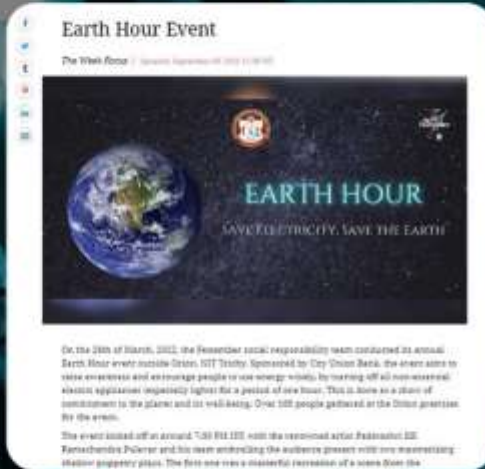 Earth Hour Event
The Week Focus
EARTH HOUR
SAVE ELECTRICITY, SAVE THE EARTH
On the 26th of March, 2022, the Pensember social responsibility team conducted its annual
Earth Hour event outside Orion, NIT Trichy. Sponsored by City Union Bank, the event aims to
raise awareness and encourage people to use energy wisely, by turning off all non-essential
electric appliances (especially lights) for a period of one hour. This is done as a show of
commitment to the planet and its well-being. Over 100 people gathered at the Orion premises
for the event.
The event kicked off at around 7:30 PM IST, with the renowned artist
Ramachandra Pulavar and his team enthralling the audience present with two mesmerizing
shadow puppetry plays. The first one was a masterful recreation of a scene from the